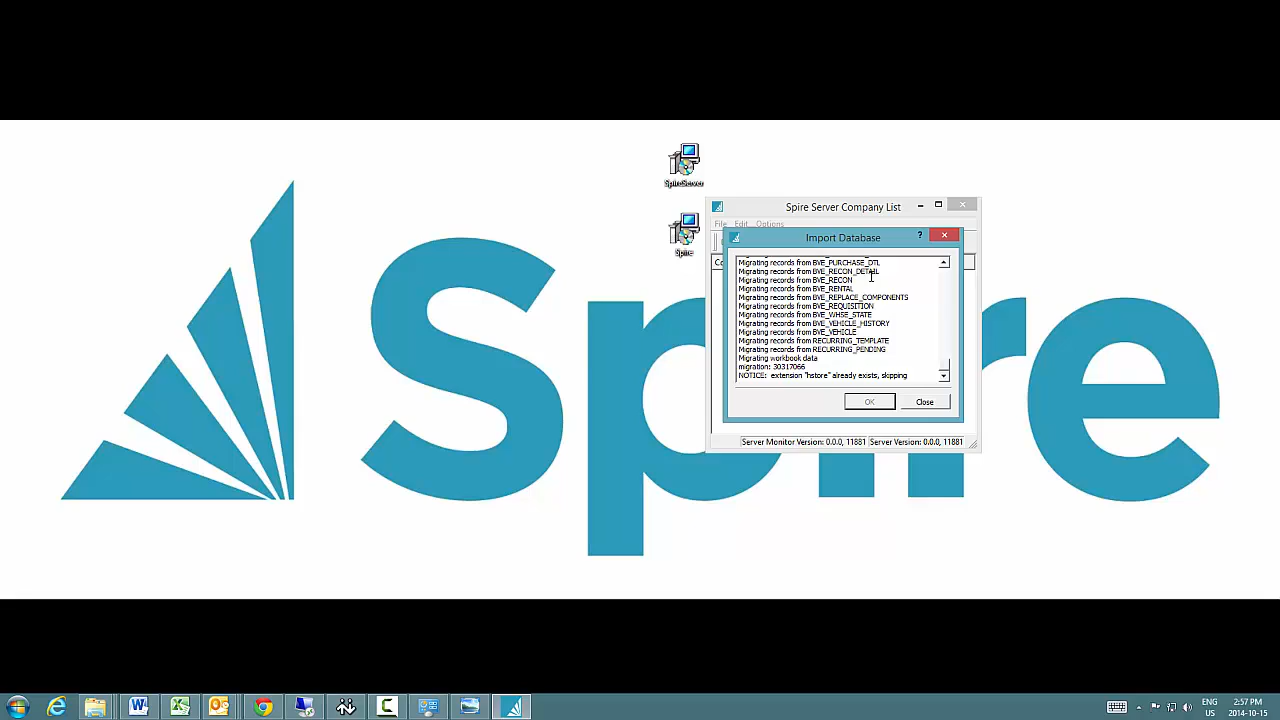 SpireServer
Spire
Spire
Spire Server Company List
File Edit Options
Import Database
?
Migrating records from BVE_PURCHASE_DTL
Migrating records from BVE_RECON_DETAIL
Migrating records from BVE_RECON
Migrating records from BVE_RENTAL
Migrating records from BVE_REPLACE_COMPONENTS
Migrating records from BVE_REQUISITION
Migrating records from BVE_WHSE_STATE
Migrating records from BVE_VEHICLE_HISTORY
Migrating records from BVE_VEHICLE
Migrating records from RECURRING_TEMPLATE
Migrating records from RECURRING_PENDING
Migrating workbook data
migration: 30317066
NOTICE: extension "hstore" already exists, skipping
OK Close
Server Monitor Version: 0.0.0, 11881 Server Version: 0.0.0, 11881
ENG 2:57 PM
US 2014-10-15